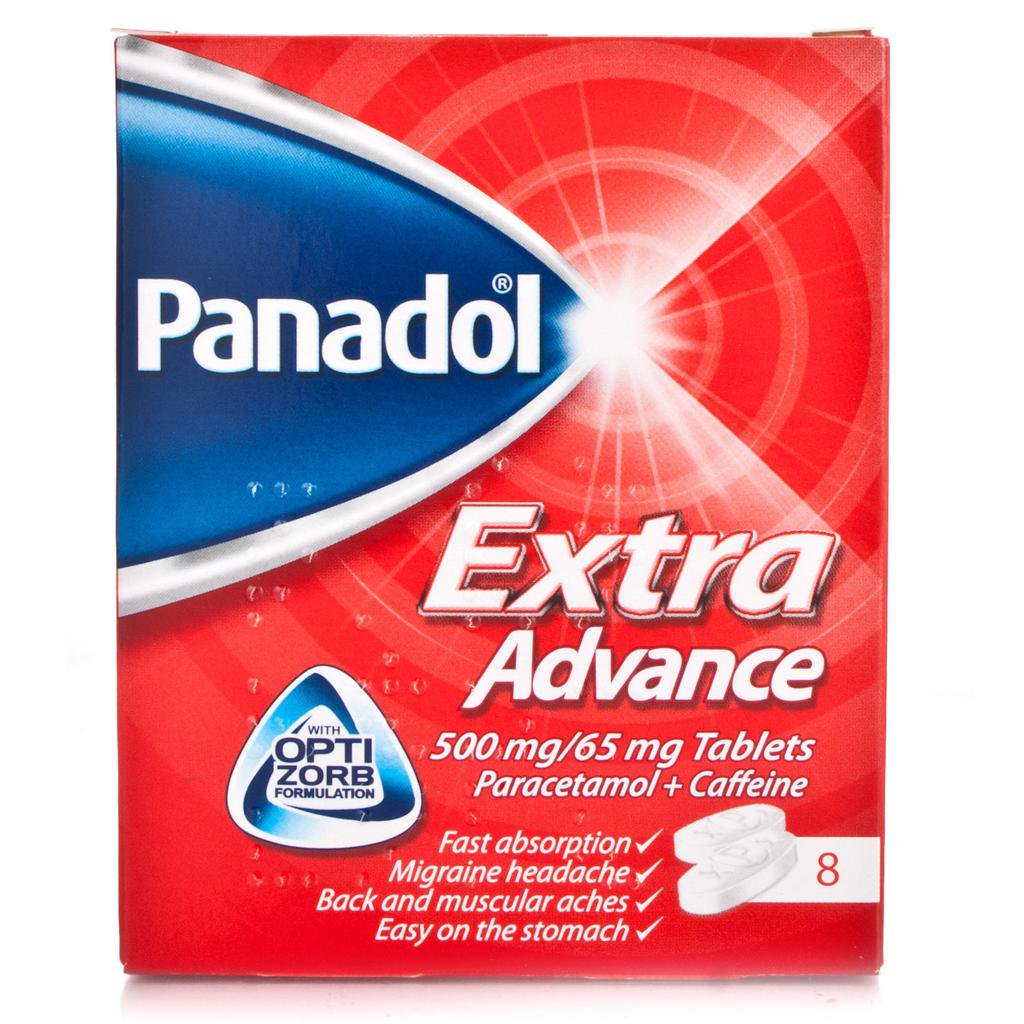 Panadol®
Extra
Advance
500 mg/65 mg Tablets
Paracetamol + Caffeine
WITH
OPTI
ZORB
FORMULATION
Fast absorption ✓
Migraine headache ✓
Back and muscular aches ✓
Easy on the stomach ✓
8